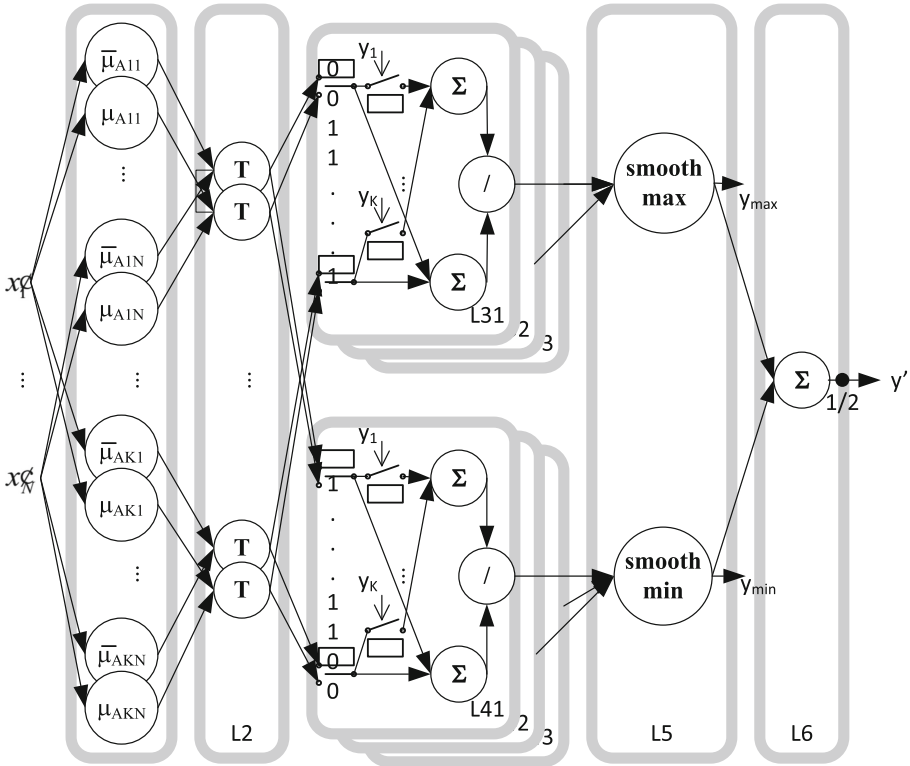 μ̅A11
μA11
⋮
μ̅A1N
μA1N
⋮
μ̅AK1
μAK1
⋮
μ̅AKN
μAKN
x
⋮
x
T
T
⋮
T
T
L2
y1
0
0
1
1
.
.
.
1
yK
⋮
Σ
/
Σ
L31
2
3
y1
1
.
.
.
1
1
0
0
yK
⋮
Σ
/
Σ
L41
2
3
smooth
max
ymax
smooth
min
ymin
L5
Σ
1/2
y'
L6